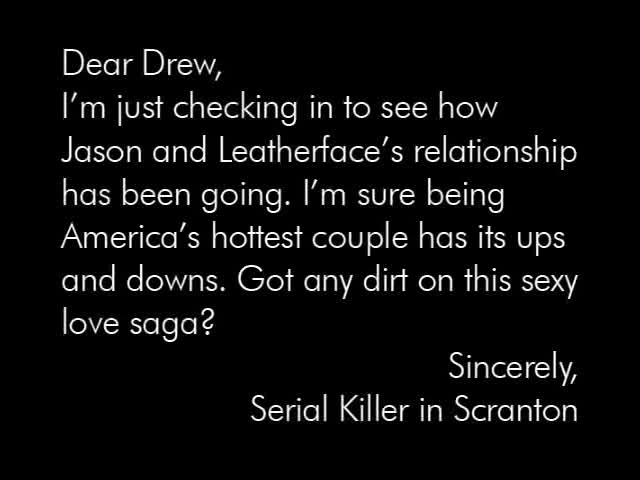 Dear Drew,
I’m just checking in to see how
Jason and Leatherface’s relationship
has been going. I’m sure being
America’s hottest couple has its ups
and downs. Got any dirt on this sexy
love saga?
Sincerely,
Serial Killer in Scranton